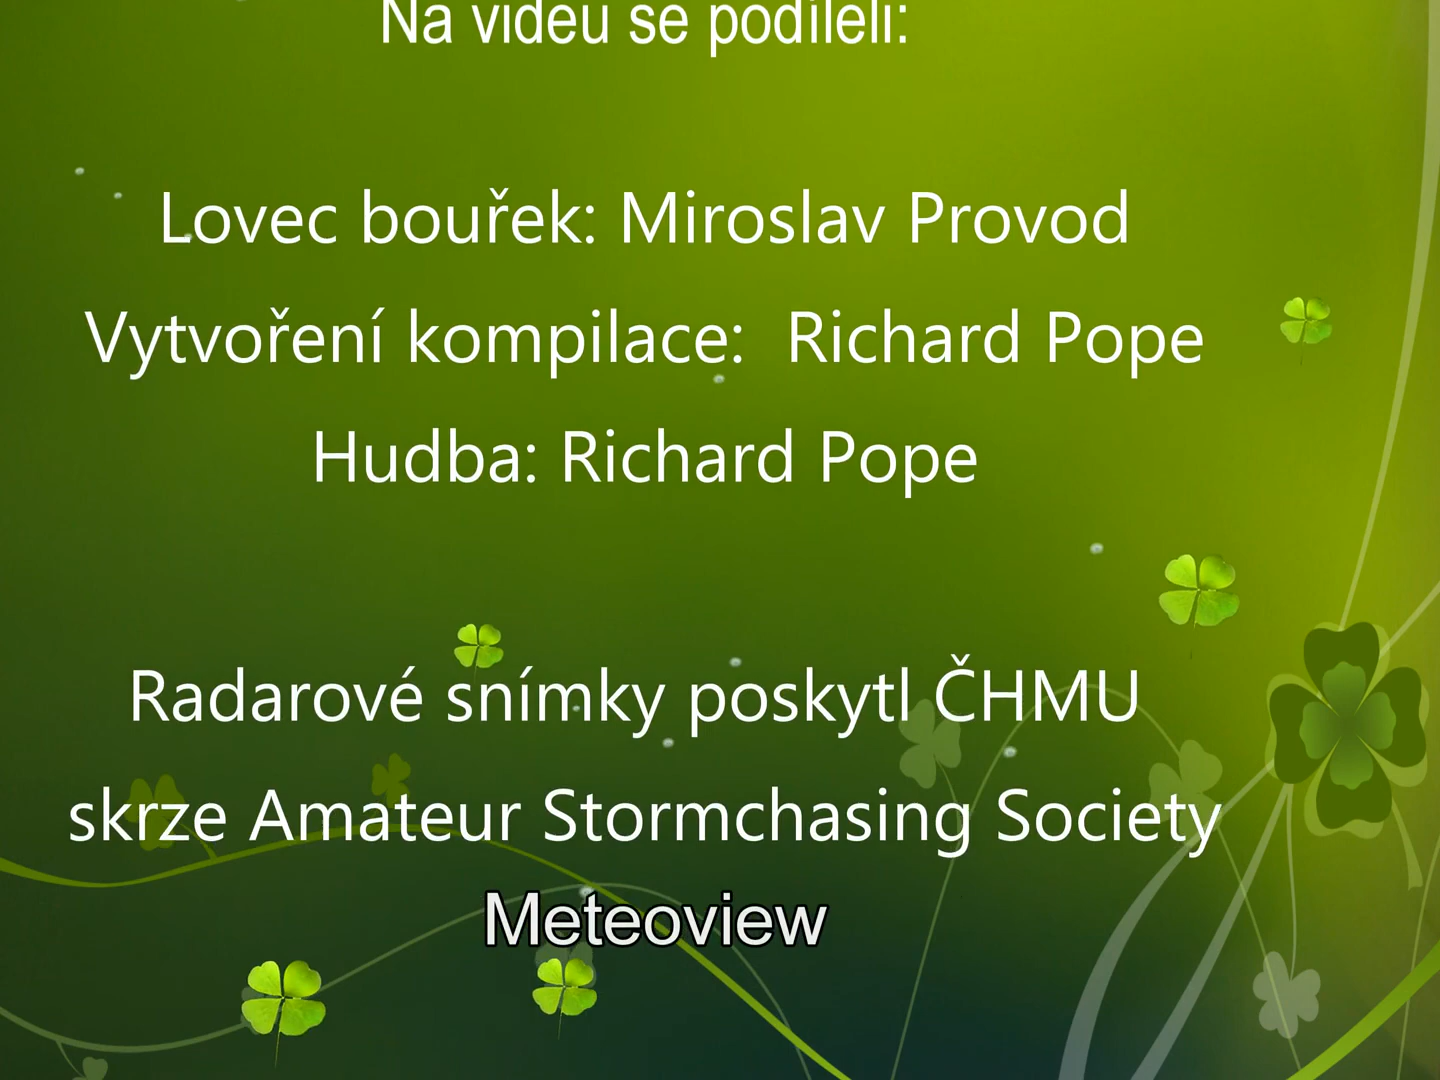 Na videu se podíleli:
Lovec bouřek: Miroslav Provod
Vytvoření kompilace: Richard Pope
Hudba: Richard Pope
Radarové snímky poskytl ČHMU
skrze Amateur Stormchasing Society
Meteoview